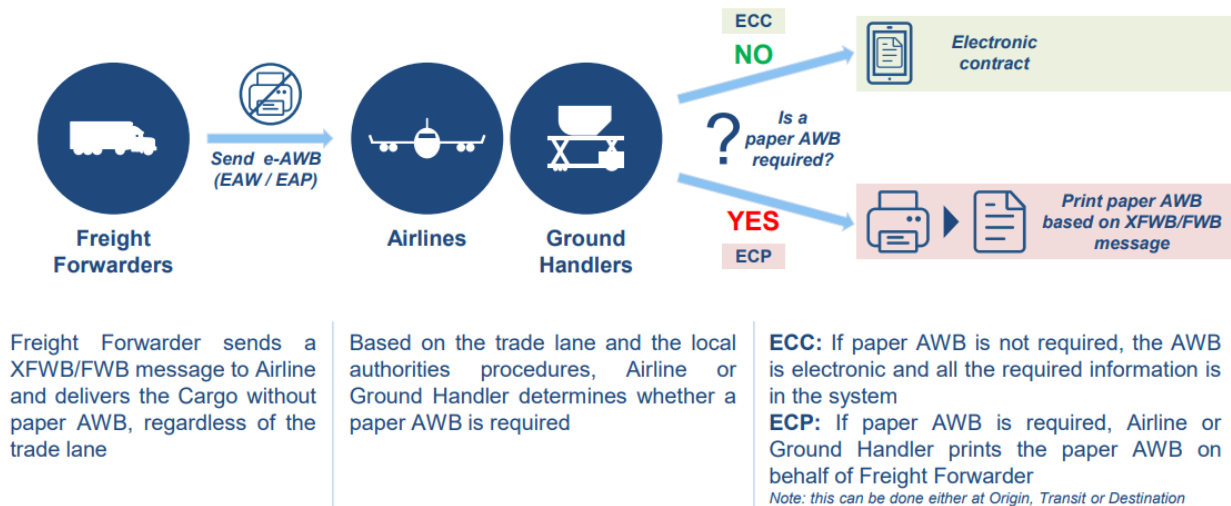 ECC
NO
Electronic
contract
Send e-AWB
(EAW / EAP)
?
Is a
paper AWB
required?
YES
ECP
Print paper AWB
based on XFWB/FWB
message
Freight
Forwarders
Airlines
Ground
Handlers
Freight Forwarder sends a
XFWB/FWB message to Airline
and delivers the Cargo without
paper AWB, regardless of the
trade lane
Based on the trade lane and the local
authorities procedures, Airline or
Ground Handler determines whether a
paper AWB is required
ECC: If paper AWB is not required, the AWB
is electronic and all the required information is
in the system
ECP: If paper AWB is required, Airline or
Ground Handler prints the paper AWB on
behalf of Freight Forwarder
Note: this can be done either at Origin, Transit or Destination